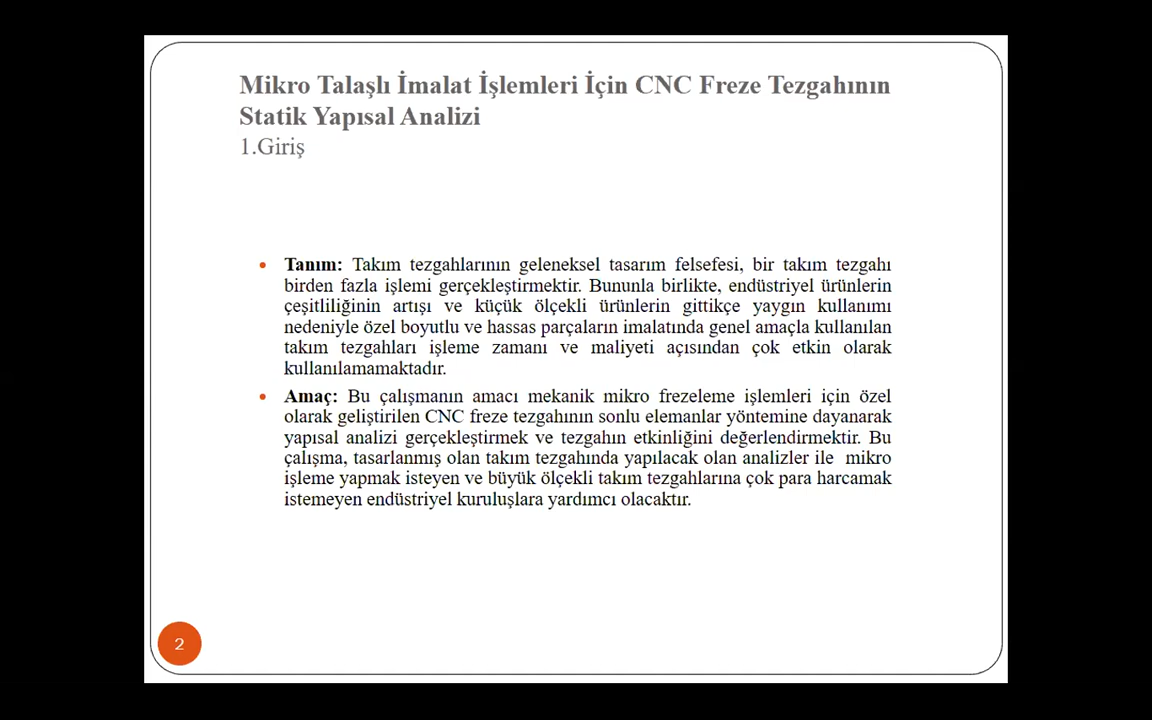 Mikro Talaşlı İmalat İşlemleri İçin CNC Freze Tezgahının
Statik Yapısal Analizi
1.Giriş
• Tanım: Takım tezgahlarının geleneksel tasarım felsefesi, bir takım tezgahı
birden fazla işlemi gerçekleştirmektir. Bununla birlikte, endüstriyel ürünlerin
çeşitliliğinin artışı ve küçük ölçekli ürünlerin gittikçe yaygın kullanımı
nedeniyle özel boyutlu ve hassas parçaların imalatında genel amaçla kullanılan
takım tezgahları işleme zamanı ve maliyeti açısından çok etkin olarak
kullanılamamaktadır.
• Amaç: Bu çalışmanın amacı mekanik mikro frezeleme işlemleri için özel
olarak geliştirilen CNC freze tezgahının sonlu elemanlar yöntemine dayanarak
yapısal analizi gerçekleştirmek ve tezgahın etkinliğini değerlendirmektir. Bu
çalışma, tasarlanmış olan takım tezgahında yapılacak olan analizler ile mikro
işleme yapmak isteyen ve büyük ölçekli takım tezgahlarına çok para harcamak
istemeyen endüstriyel kuruluşlara yardımcı olacaktır.
2